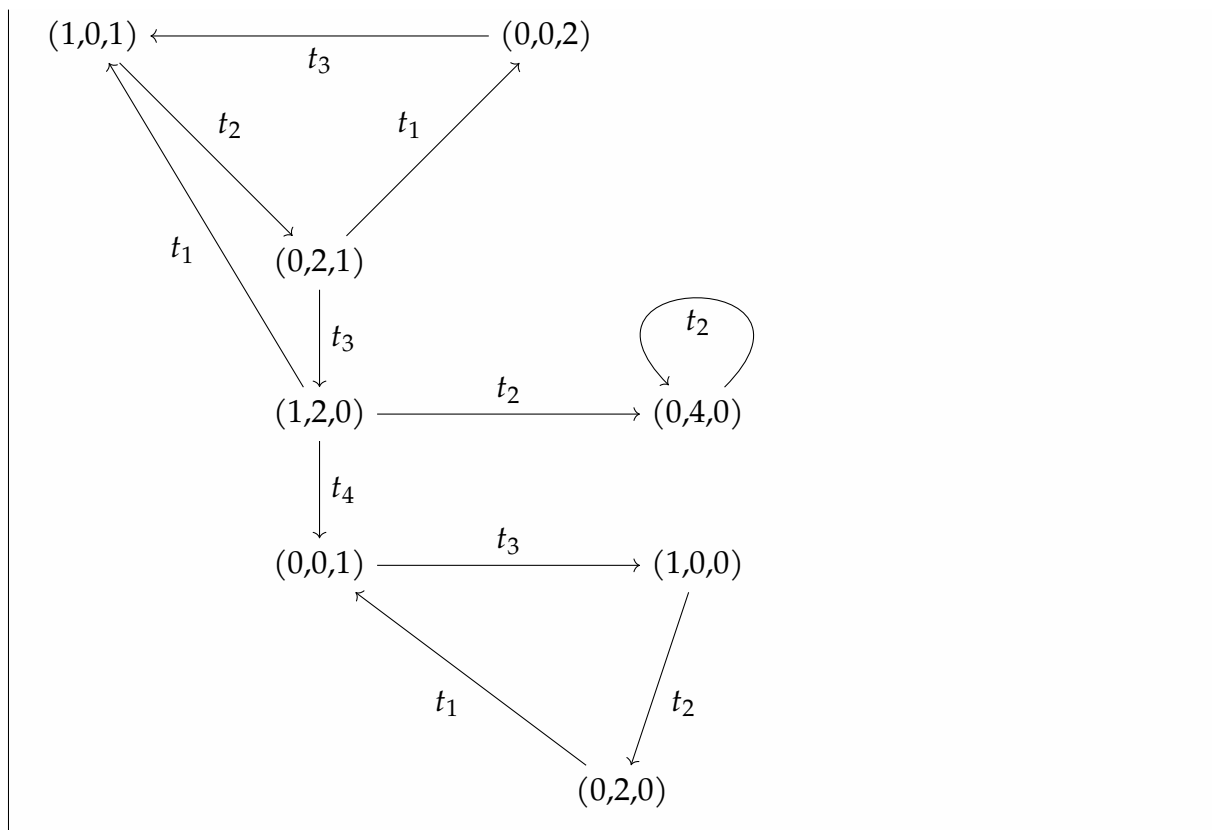 (1,0,1) (0,0,2)
t3
t2 t1
t1
(0,2,1)
t2
t3
t2
(1,2,0) (0,4,0)
t4
t3
(0,0,1) (1,0,0)
t1 t2
(0,2,0)